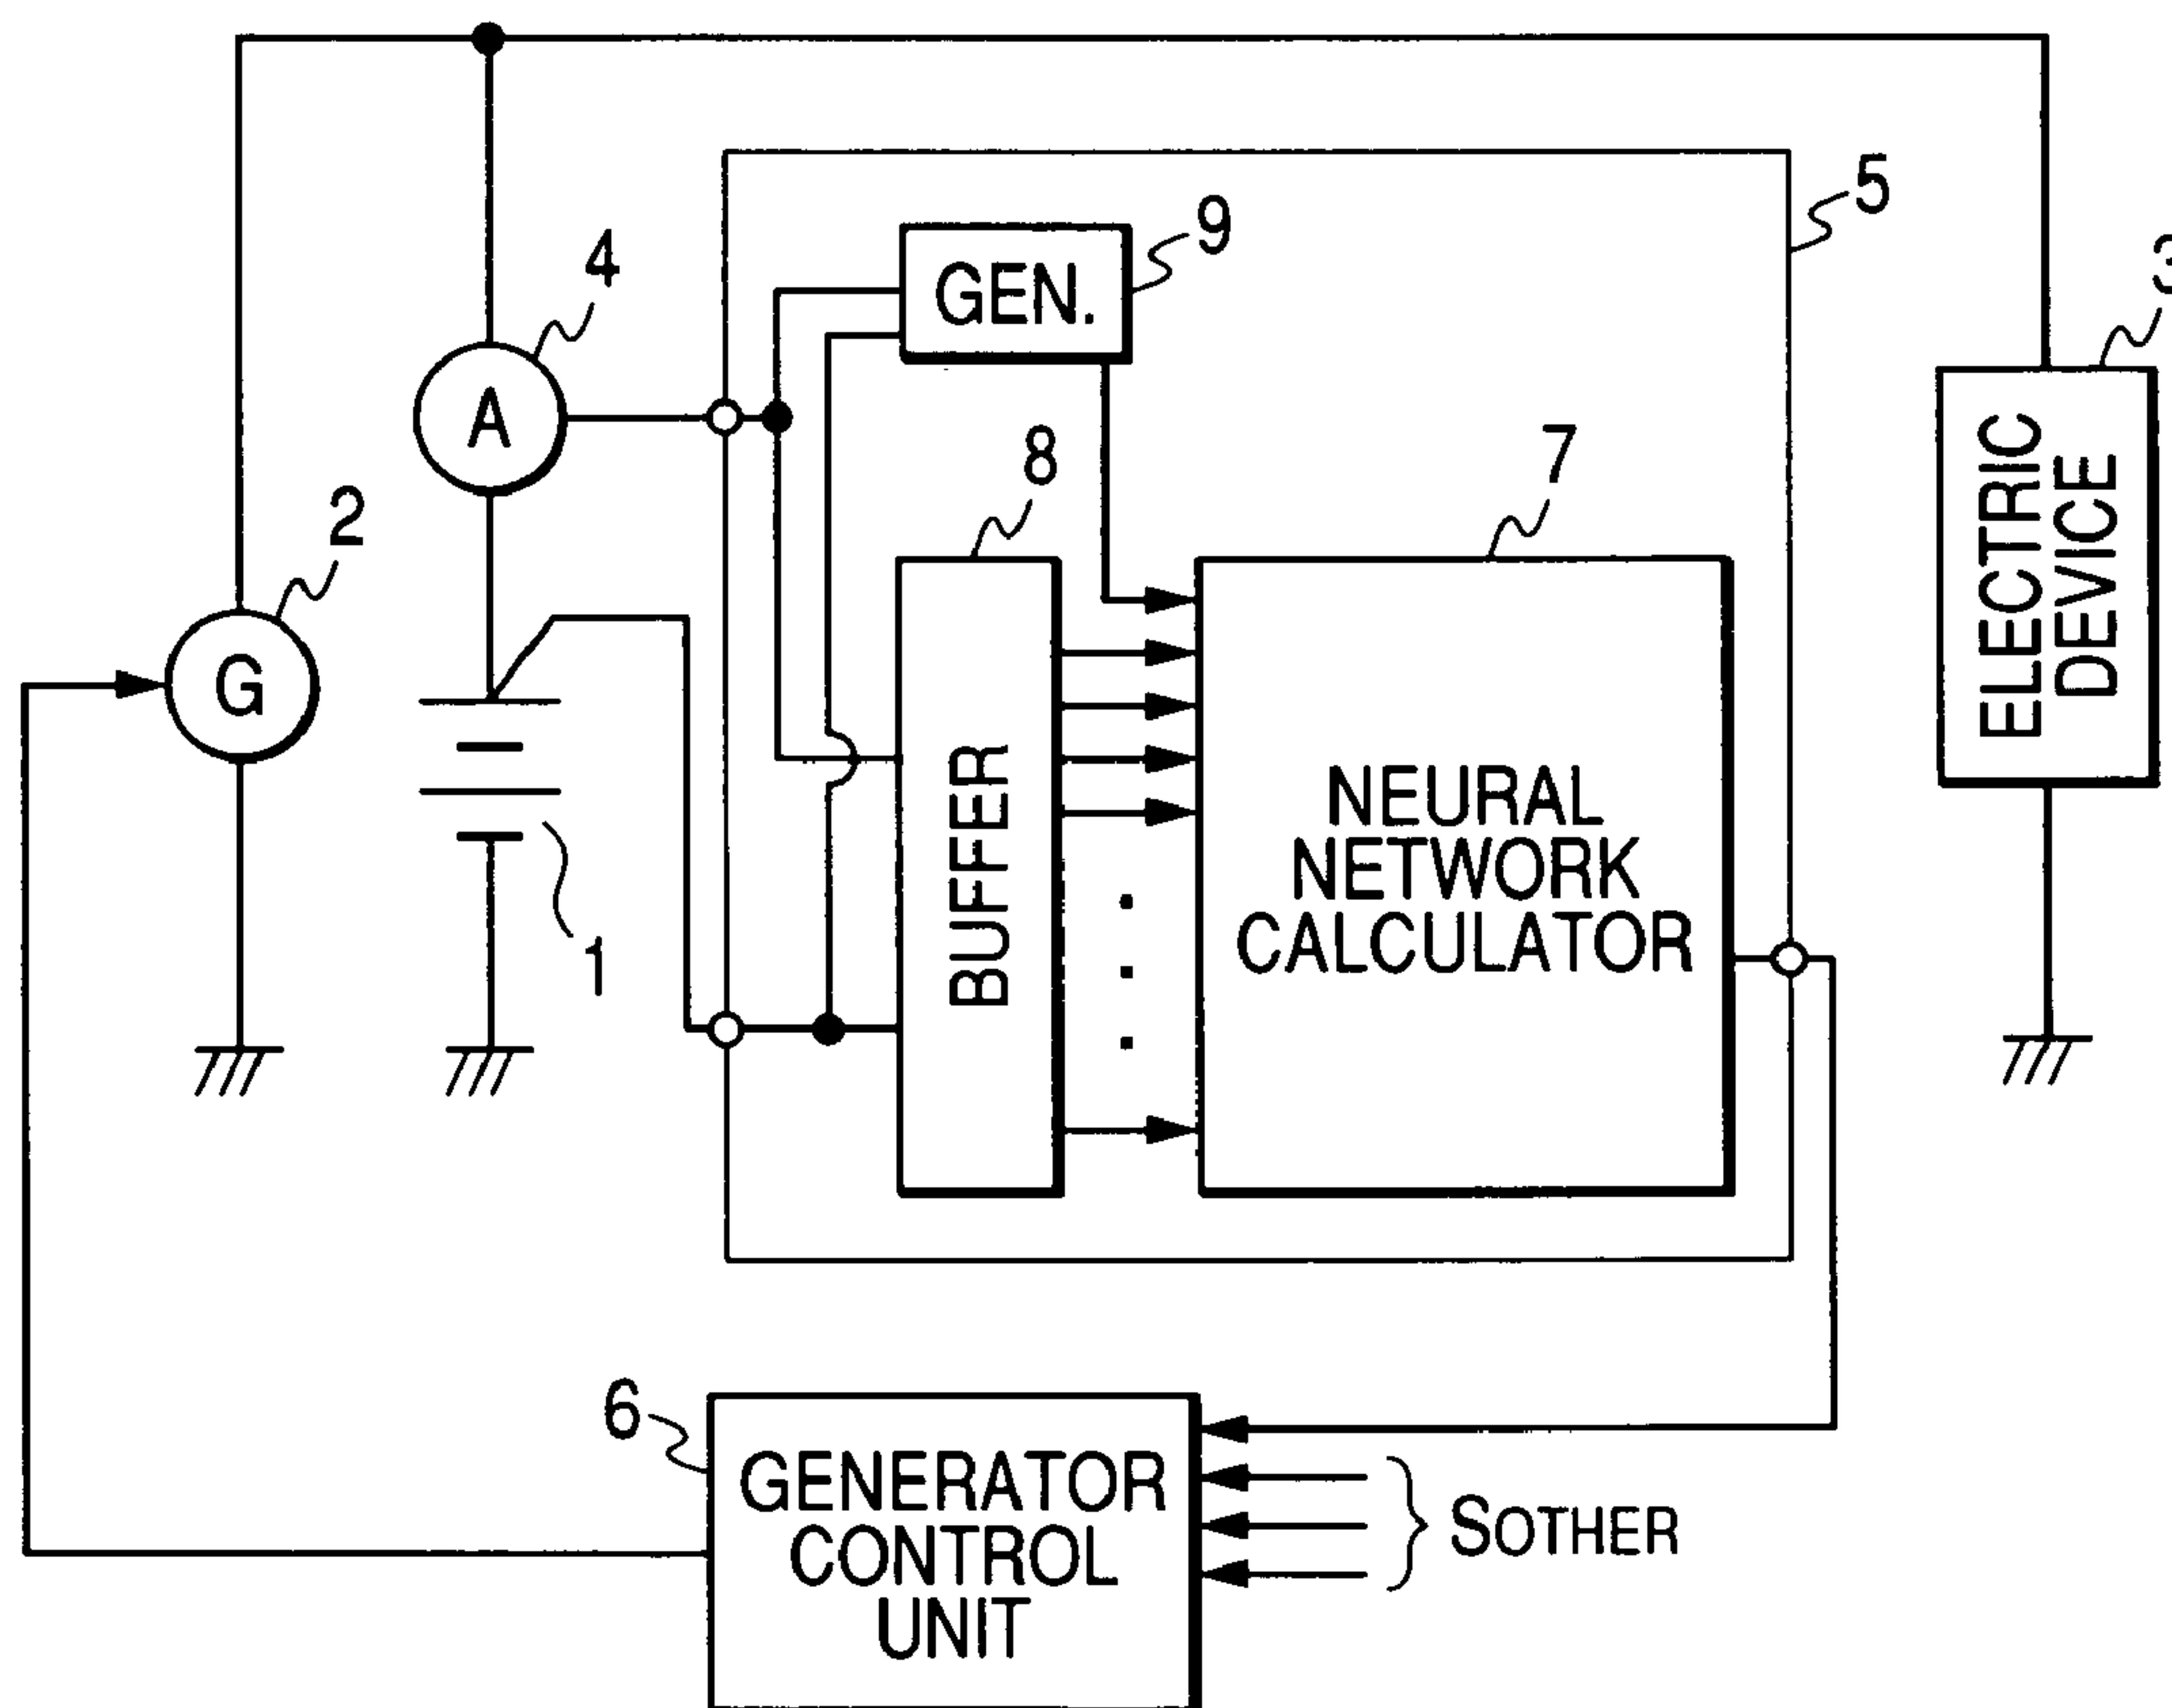 5
9
GEN.
4
3
A
8
7
2
ELECTRIC
DEVICE
G
BUFFER
NEURAL
NETWORK
CALCULATOR
1
6
GENERATOR
CONTROL
UNIT
SOTHER